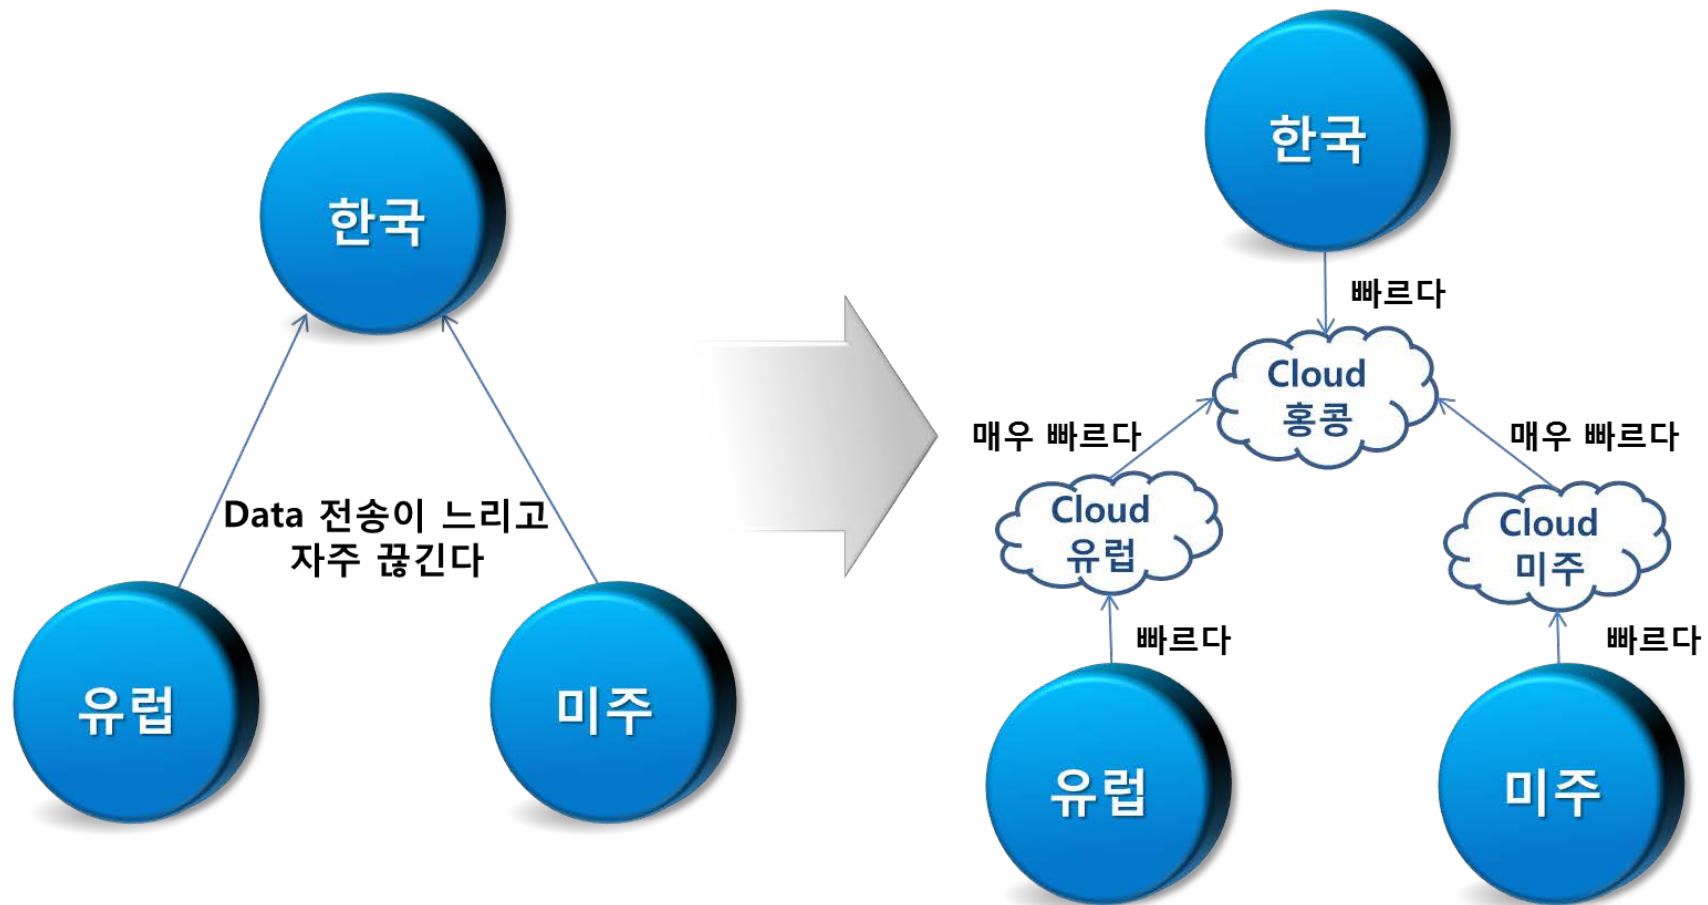 한국
Data 전송이 느리고
자주 끊긴다
유럽
미주
한국
빠르다
Cloud
홍콩
매우 빠르다
매우 빠르다
Cloud
유럽
Cloud
미주
빠르다
빠르다
유럽
미주